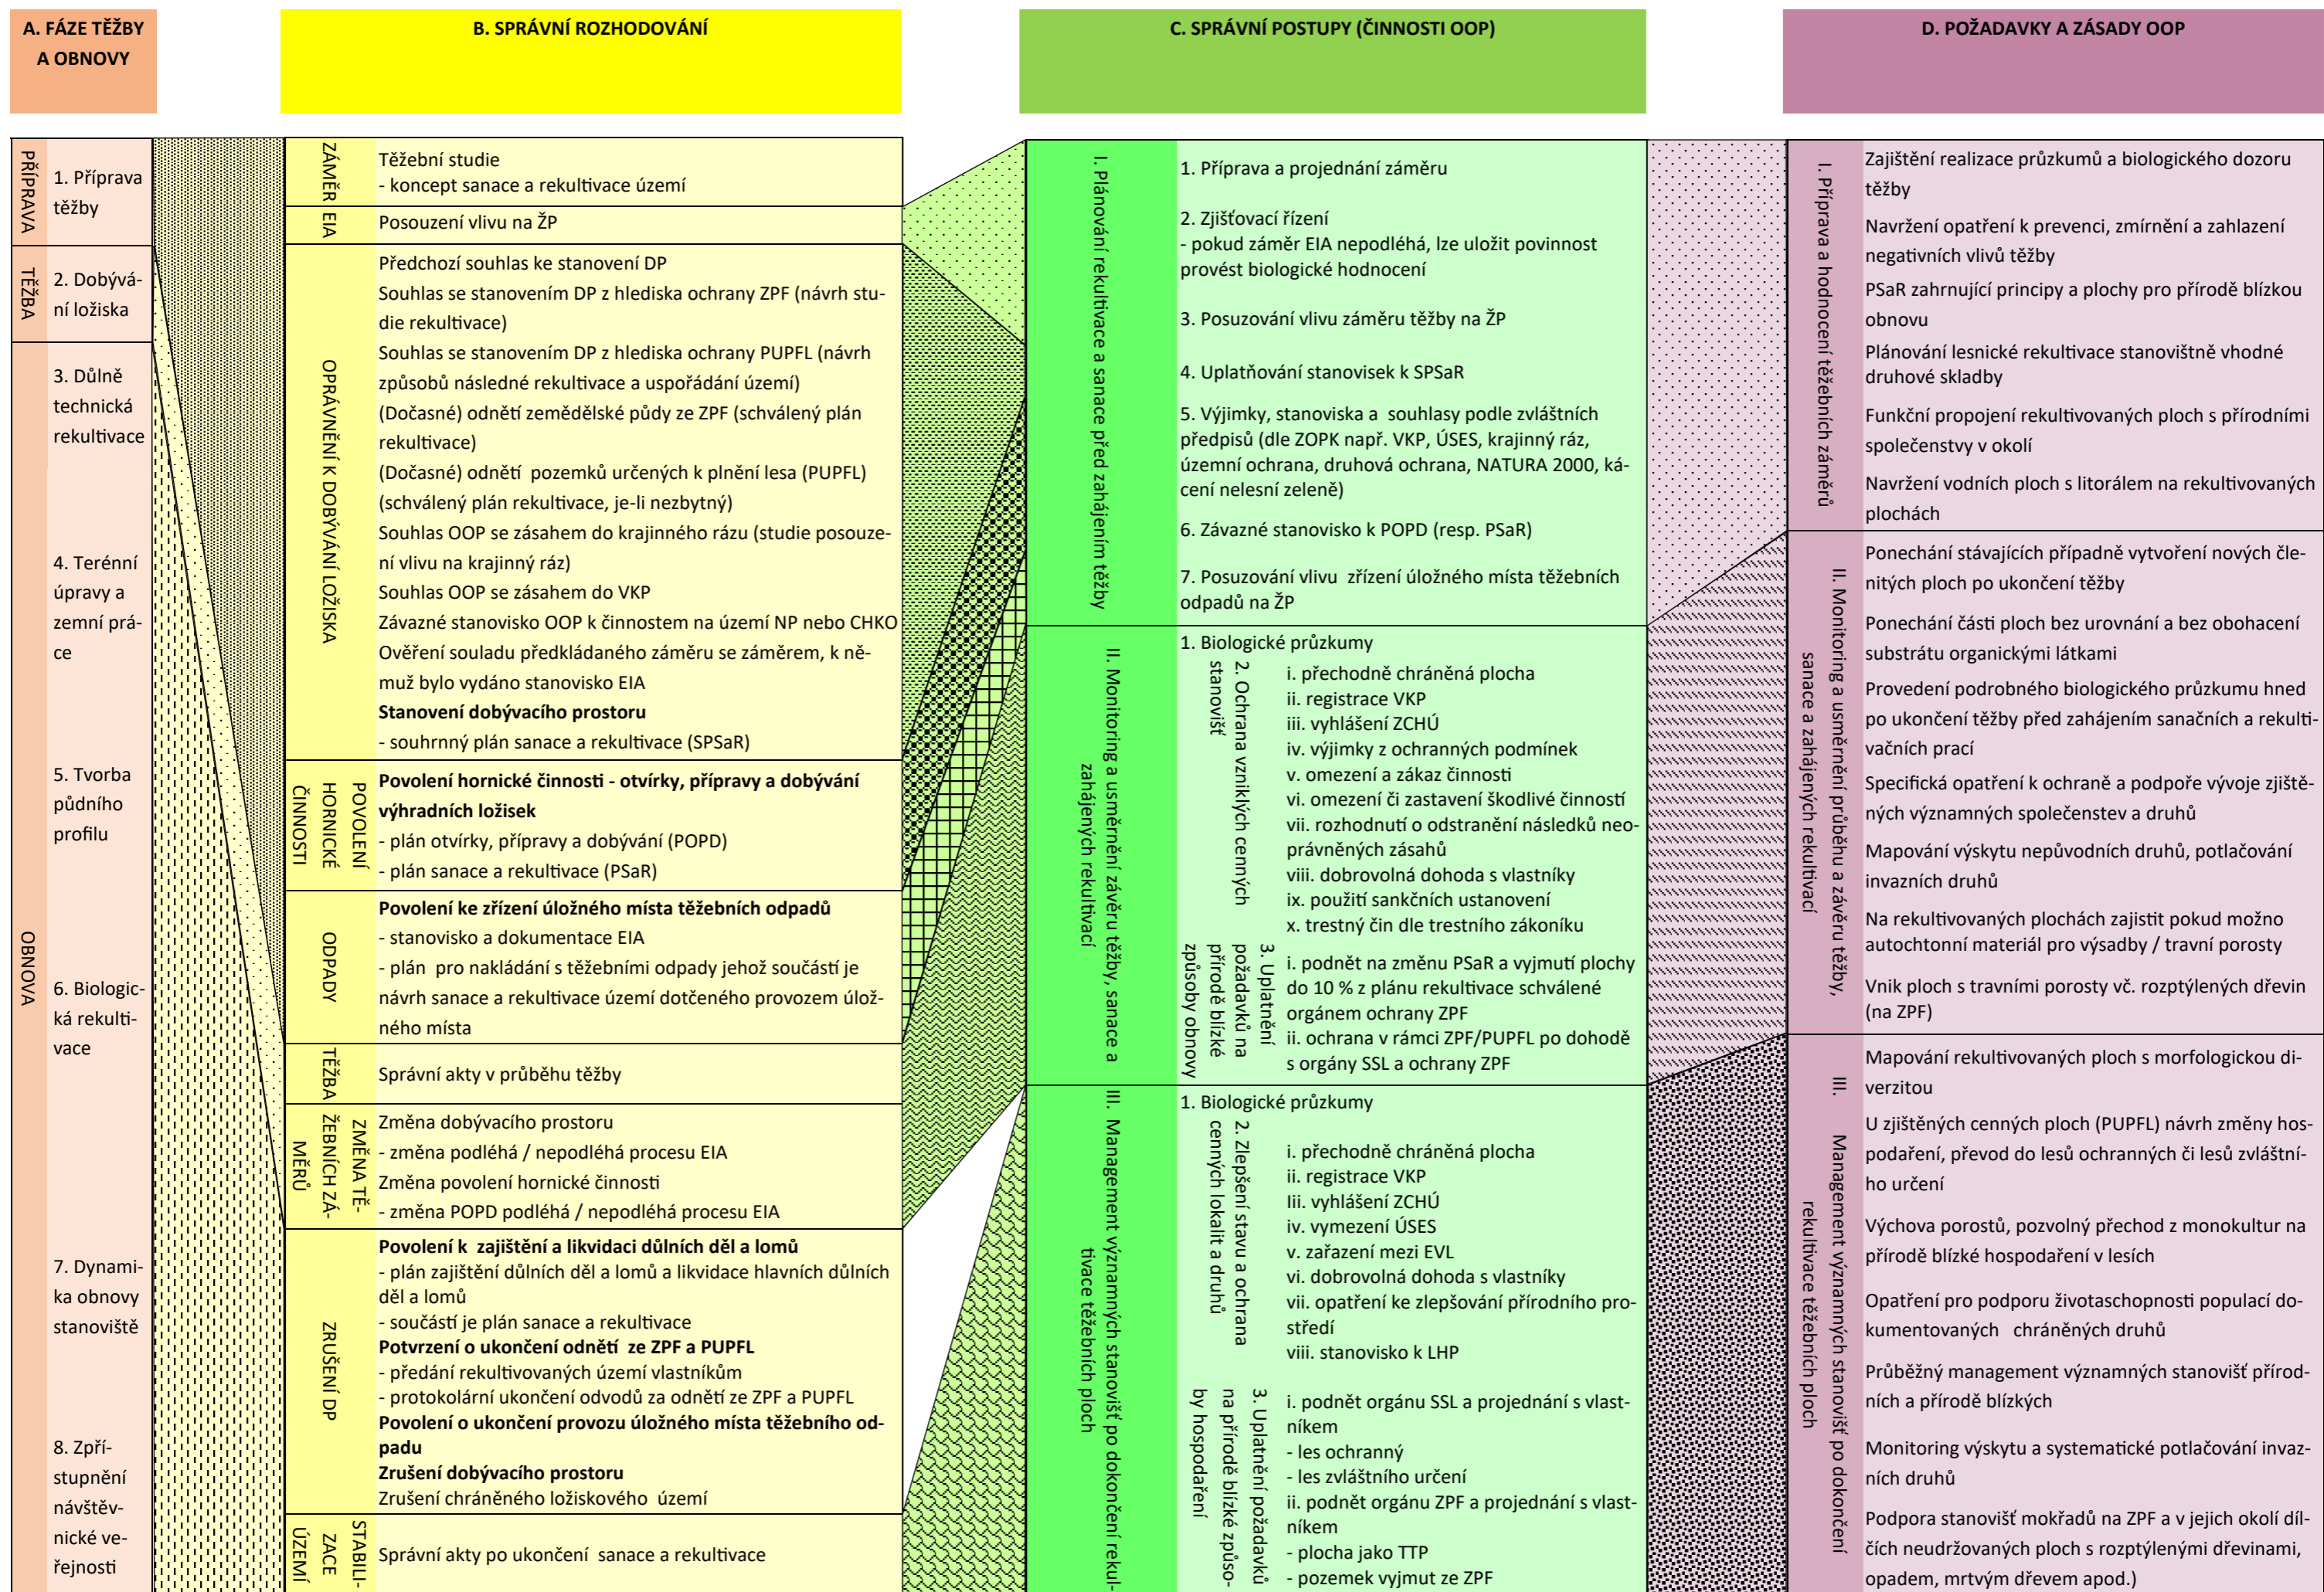 A. FÁZE TĚŽBY
A OBNOVY
B. SPRÁVNÍ ROZHODOVÁNÍ
C. SPRÁVNÍ POSTUPY (ČINNOSTI OOP)
D. POŽADAVKY A ZÁSADY OOP
PŘÍPRAVA
1. Příprava
těžby
TĚŽBA
2. Dobývá-
ní ložiska
OBNOVA
3. Důlně
technická
rekultivace
4. Terénní
úpravy a
zemní prá-
ce
5. Tvorba
půdního
profilu
6. Biologic-
ká rekulti-
vace
7. Dynami-
ka obnovy
stanoviště
8. Zpří-
stupnění
návštěv-
nické ve-
řejnosti
ZÁMĚR
Těžební studie
- koncept sanace a rekultivace území
EIA
Posouzení vlivu na ŽP
OPRÁVNĚNÍ K DOBÝVÁNÍ LOŽISKA
Předchozí souhlas ke stanovení DP
Souhlas se stanovením DP z hlediska ochrany ZPF (návrh stu-
die rekultivace)
Souhlas se stanovením DP z hlediska ochrany PUPFL (návrh
způsobů následné rekultivace a uspořádání území)
(Dočasné) odnětí zemědělské půdy ze ZPF (schválený plán
rekultivace)
(Dočasné) odnětí pozemků určených k plnění lesa (PUPFL)
(schválený plán rekultivace, je-li nezbytný)
Souhlas OOP se zásahem do krajinného rázu (studie posouze-
ní vlivu na krajinný ráz)
Souhlas OOP se zásahem do VKP
Závazné stanovisko OOP k činnostem na území NP nebo CHKO
Ověření souladu předkládaného záměru se záměrem, k ně-
muž bylo vydáno stanovisko EIA
Stanovení dobývacího prostoru
- souhrnný plán sanace a rekultivace (SPSaR)
POVOLENÍ
HORNICKÉ
ČINNOSTI
Povolení hornické činnosti - otvírky, přípravy a dobývání
výhradních ložisek
- plán otvírky, přípravy a dobývání (POPD)
- plán sanace a rekultivace (PSaR)
ODPADY
Povolení ke zřízení úložného místa těžebních odpadů
- stanovisko a dokumentace EIA
- plán pro nakládání s těžebními odpady jehož součástí je
návrh sanace a rekultivace území dotčeného provozem úlož-
ného místa
TĚŽBA
Správní akty v průběhu těžby
ZMĚNA TĚ-
ŽEBNÍCH ZÁ-
MĚRŮ
Změna dobývacího prostoru
- změna podléhá / nepodléhá procesu EIA
Změna povolení hornické činnosti
- změna POPD podléhá / nepodléhá procesu EIA
ZRUŠENÍ DP
Povolení k zajištění a likvidaci důlních děl a lomů
- plán zajištění důlních děl a lomů a likvidace hlavních důlních
děl a lomů
- součástí je plán sanace a rekultivace
Potvrzení o ukončení odnětí ze ZPF a PUPFL
- předání rekultivovaných území vlastníkům
- protokolární ukončení odvodů za odnětí ze ZPF a PUPFL
Povolení o ukončení provozu úložného místa těžebního od-
padu
Zrušení dobývacího prostoru
Zrušení chráněného ložiskového území
STABILI-
ZACE
ÚZEMÍ
Správní akty po ukončení sanace a rekultivace
I. Plánování rekultivace a sanace před zahájením těžby
1. Příprava a projednání záměru
2. Zjišťovací řízení
- pokud záměr EIA nepodléhá, lze uložit povinnost
provést biologické hodnocení
3. Posuzování vlivu záměru těžby na ŽP
4. Uplatňování stanovisek k SPSaR
5. Výjimky, stanoviska a souhlasy podle zvláštních
předpisů (dle ZOPK např. VKP, ÚSES, krajinný ráz,
územní ochrana, druhová ochrana, NATURA 2000, ká-
cení nelesní zeleně)
6. Závazné stanovisko k POPD (resp. PSaR)
7. Posuzování vlivu zřízení úložného místa těžebních
odpadů na ŽP
II. Monitoring a usměrnění závěru těžby, sanace a
zahájených rekultivací
1. Biologické průzkumy
2. Ochrana vzniklých cenných
stanovišť
i. přechodně chráněná plocha
ii. registrace VKP
iii. vyhlášení ZCHÚ
iv. výjimky z ochranných podmínek
v. omezení a zákaz činnosti
vi. omezení či zastavení škodlivé činností
vii. rozhodnutí o odstranění následků neo-
právněných zásahů
viii. dobrovolná dohoda s vlastníky
ix. použití sankčních ustanovení
x. trestný čin dle trestního zákoníku
3. Uplatnění
požadavků na
přírodě blízké
způsoby obnovy
i. podnět na změnu PSaR a vyjmutí plochy
do 10 % z plánu rekultivace schválené
orgánem ochrany ZPF
ii. ochrana v rámci ZPF/PUPFL po dohodě
s orgány SSL a ochrany ZPF
III. Management významných stanovišť po dokončení rekul-
tivace těžebních ploch
1. Biologické průzkumy
2. Zlepšení stavu a ochrana
cenných lokalit a druhů
i. přechodně chráněná plocha
ii. registrace VKP
Iii. vyhlášení ZCHÚ
iv. vymezení ÚSES
v. zařazení mezi EVL
vi. dobrovolná dohoda s vlastníky
vii. opatření ke zlepšování přírodního pro-
středí
viii. stanovisko k LHP
3. Uplatnění požadavků
na přírodě blízké způso-
by hospodaření
i. podnět orgánu SSL a projednání s vlast-
níkem
- les ochranný
- les zvláštního určení
ii. podnět orgánu ZPF a projednání s vlast-
níkem
- plocha jako TTP
- pozemek vyjmut ze ZPF
I. Příprava a hodnocení těžebních záměrů
Zajištění realizace průzkumů a biologického dozoru
těžby
Navržení opatření k prevenci, zmírnění a zahlazení
negativních vlivů těžby
PSaR zahrnující principy a plochy pro přírodě blízkou
obnovu
Plánování lesnické rekultivace stanovištně vhodné
druhové skladby
Funkční propojení rekultivovaných ploch s přírodními
společenstvy v okolí
Navržení vodních ploch s litorálem na rekultivovaných
plochách
II. Monitoring a usměrnění průběhu a závěru těžby,
sanace a zahájených rekultivací
Ponechání stávajících případně vytvoření nových čle-
nitých ploch po ukončení těžby
Ponechání části ploch bez urovnání a bez obohacení
substrátu organickými látkami
Provedení podrobného biologického průzkumu hned
po ukončení těžby před zahájením sanačních a rekulti-
vačních prací
Specifická opatření k ochraně a podpoře vývoje zjiště-
ných významných společenstev a druhů
Mapování výskytu nepůvodních druhů, potlačování
invazních druhů
Na rekultivovaných plochách zajistit pokud možno
autochtonní materiál pro výsadby / travní porosty
Vnik ploch s travními porosty vč. rozptýlených dřevin
(na ZPF)
III. Management významných stanovišť po dokončení
rekultivace těžebních ploch
Mapování rekultivovaných ploch s morfologickou di-
verzitou
U zjištěných cenných ploch (PUPFL) návrh změny hos-
podaření, převod do lesů ochranných či lesů zvláštní-
ho určení
Výchova porostů, pozvolný přechod z monokultur na
přírodě blízké hospodaření v lesích
Opatření pro podporu životaschopnosti populací do-
kumentovaných chráněných druhů
Průběžný management významných stanovišť přírod-
ních a přírodě blízkých
Monitoring výskytu a systematické potlačování invaz-
ních druhů
Podpora stanovišť mokřadů na ZPF a v jejich okolí díl-
čích neudržovaných ploch s rozptýlenými dřevinami,
opadem, mrtvým dřevem apod.)